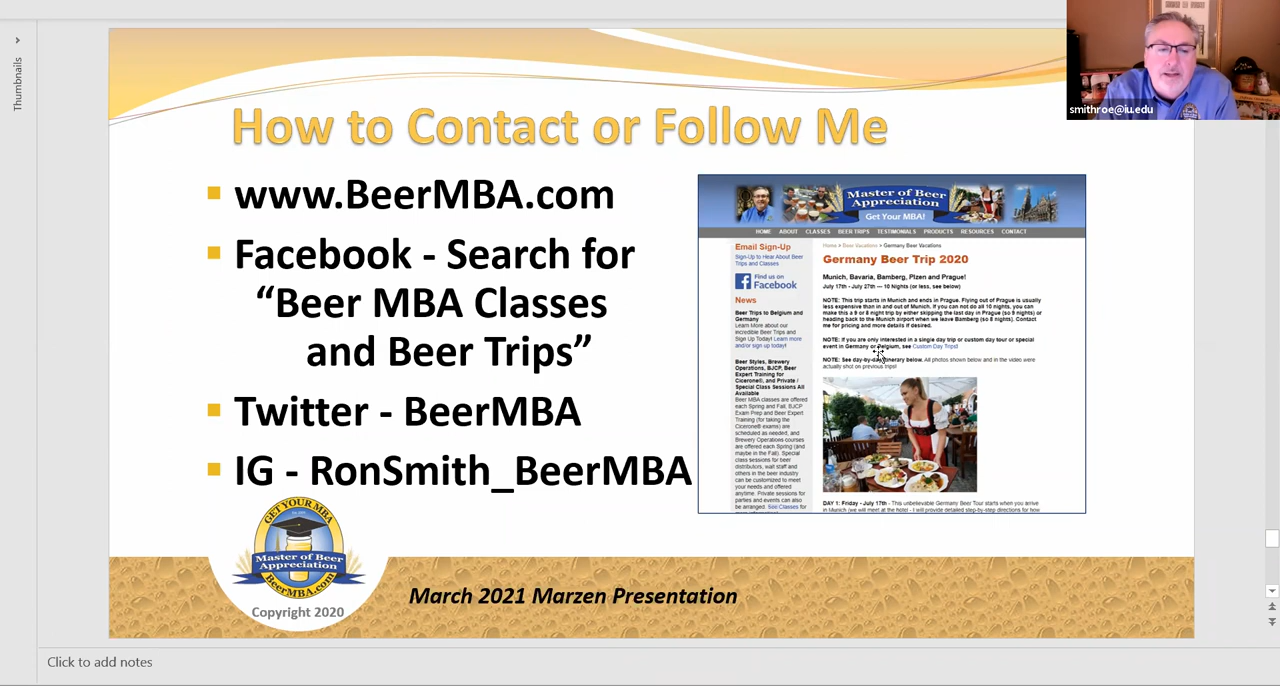 Thumbnails
How to Contact or Follow Me
www.BeerMBA.com
Facebook - Search for
“Beer MBA Classes
and Beer Trips”
Twitter - BeerMBA
IG - RonSmith_BeerMBA
Master of Beer
Appreciation
Get Your MBA!
HOME ABOUT CLASSES BEER TRIPS TESTIMONIALS PRODUCTS RESOURCES CONTACT
Email Sign-Up
Sign-Up to Hear About Beer
Trips and Classes
Find us on
Facebook
News
Beer Trips to Belgium and
Germany
Learn More about our
incredible Beer Trips and
Sign Up Today! Learn more
and/or sign up today!
Beer Styles, Brewery
Operations, BJCP, Beer
Expert Training for
Cicerone®, and Private /
Special Class Sessions All
Available
Beer MBA classes are offered
each Spring and Fall, BJCP
Exam Prep and Beer Expert
Training (for taking the
Cicerone® exams) are
scheduled as needed, and
Brewery Operations courses
are offered each Spring (and
maybe in the Fall). Special
class sessions for beer
distributors, wait staff and
others in the beer industry
can be customized to meet
your needs and offered
anytime. Private sessions for
parties and events can also
be arranged. See Classes for
Home > Beer Vacations > Germany Beer Vacations
Germany Beer Trip 2020
Munich, Bavaria, Bamberg, Plzen and Prague!
July 17th - July 27th — 10 Nights (or less, see below)
NOTE: This trip starts in Munich and ends in Prague. Flying out of Prague is usually
less expensive than in and out of Munich. If you can not do all 10 nights, you can
make this a 9 or 8 night trip by either skipping the last day in Prague (so 9 nights) or
heading back to the Munich airport when we leave Bamberg (so 8 nights). Contact
me for pricing and more details if desired.
NOTE: If you are only interested in a single day trip or custom day tour or special
event in Germany or Belgium, see Custom Day Trips!
NOTE: See day-by-day itinerary below. All photos shown below and in the video were
actually shot on previous trips!
DAY 1: Friday - July 17th - This unbelievable Germany Beer Tour starts when you arrive
in Munich (we will meet at the hotel - I will provide detailed step-by-step directions for how
GET YOUR MBA
Master of Beer
Appreciation
BeerMBA.com
Copyright 2020
March 2021 Marzen Presentation
Click to add notes
smithroe@iu.edu